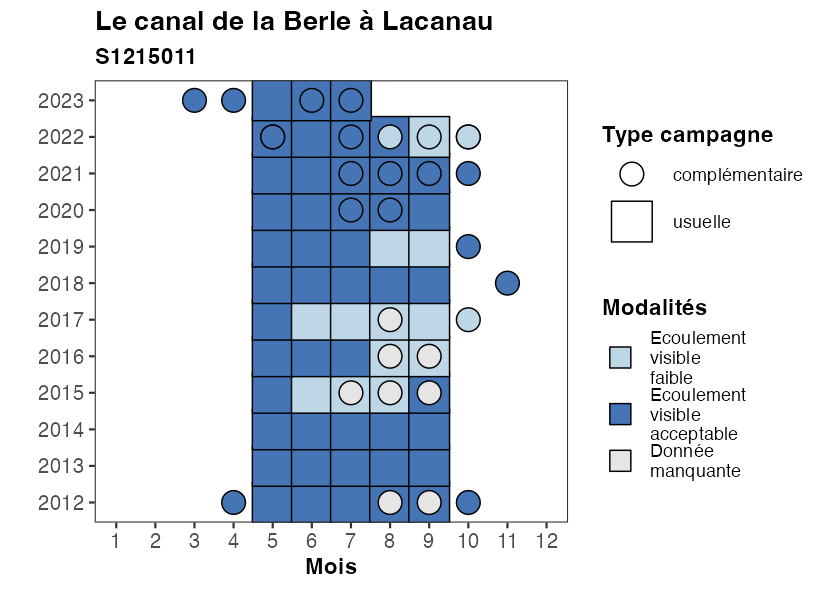 Le canal de la Berle à Lacanau
S1215011
2023
2022
2021
2020
2019
2018
2017
2016
2015
2014
2013
2012
1 2 3 4 5 6 7 8 9 10 11 12
Mois
Type campagne
complémentaire
usuelle
Modalités
Ecoulement
visible
faible
Ecoulement
visible
acceptable
Donnée
manquante